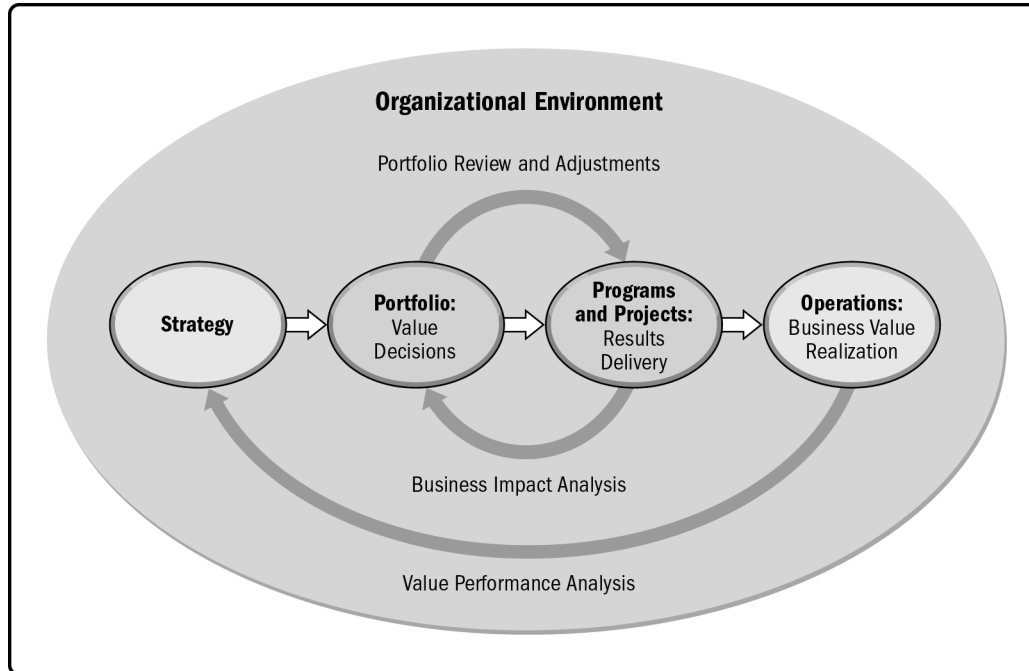 Organizational Environment
Portfolio Review and Adjustments
Strategy
Portfolio:
Value
Decisions
Programs
and Projects:
Results
Delivery
Operations:
Business Value
Realization
Business Impact Analysis
Value Performance Analysis